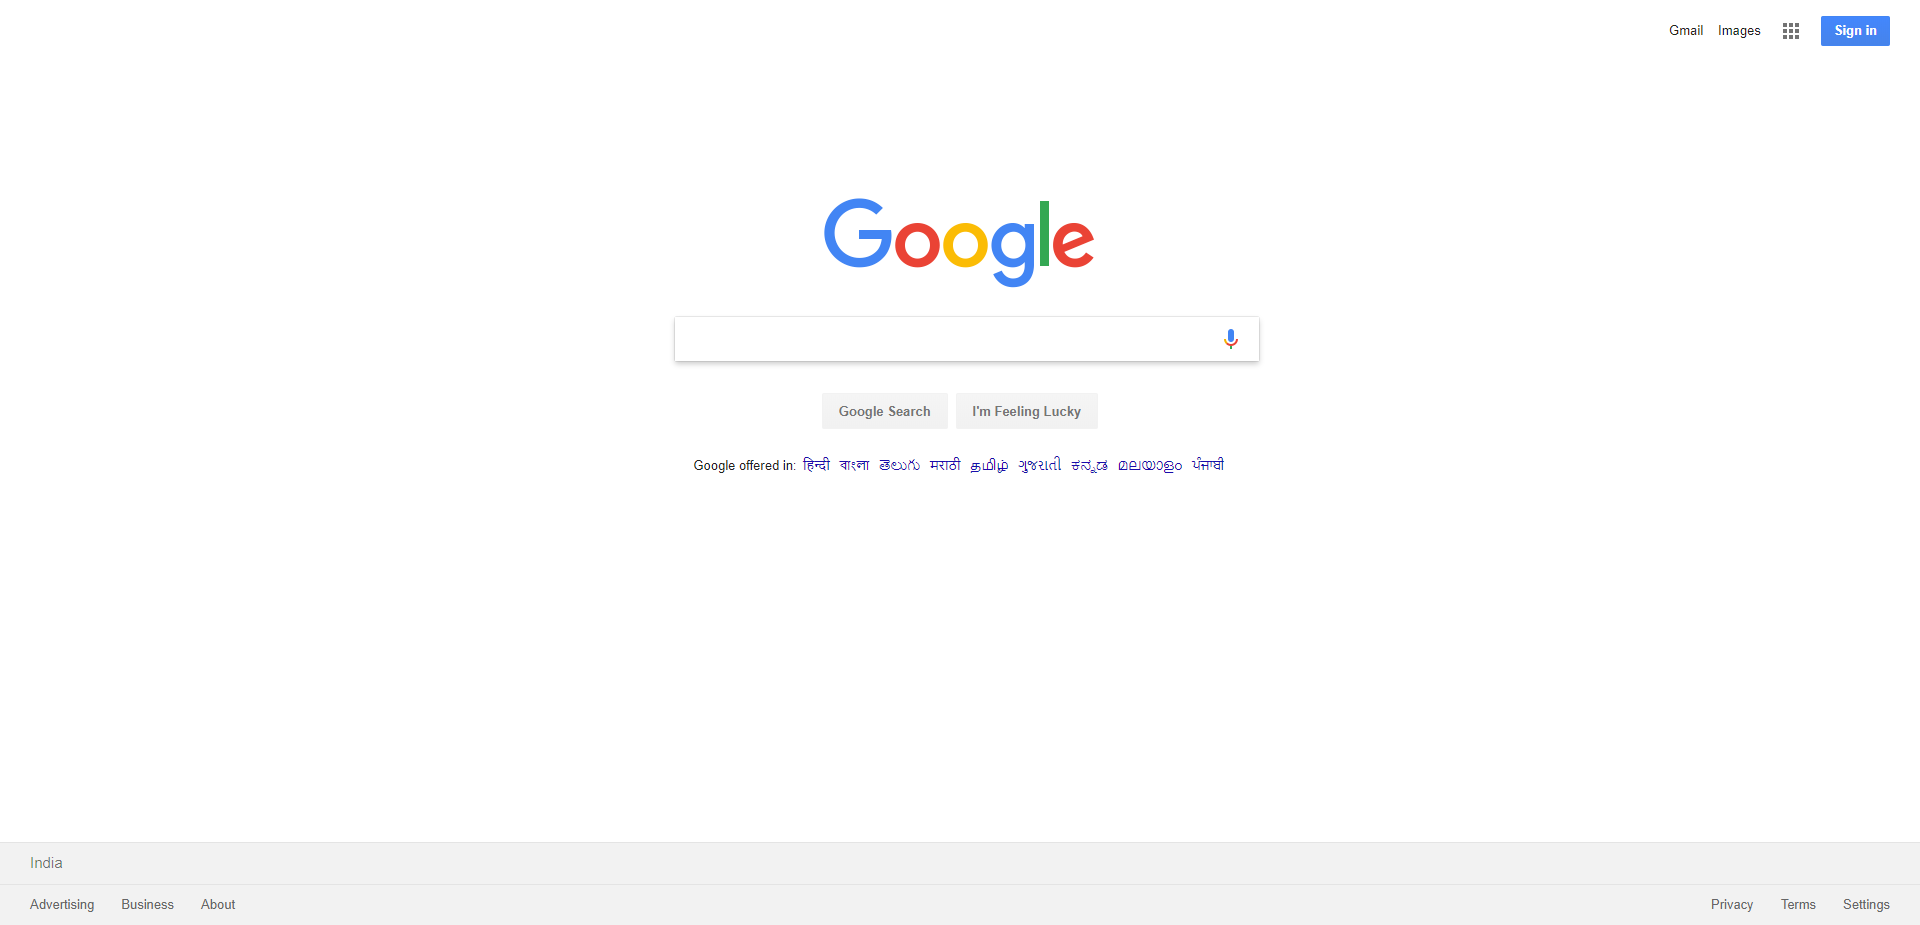 Gmail Images Sign in
Google
Google Search I'm Feeling Lucky
Google offered in: हिन्दी বাংলা తెలుగు मराठी தமிழ் ગુજરાતી ಕನ್ನಡ മലയാളം ਪੰਜਾਬੀ
India
Advertising Business About Privacy Terms Settings